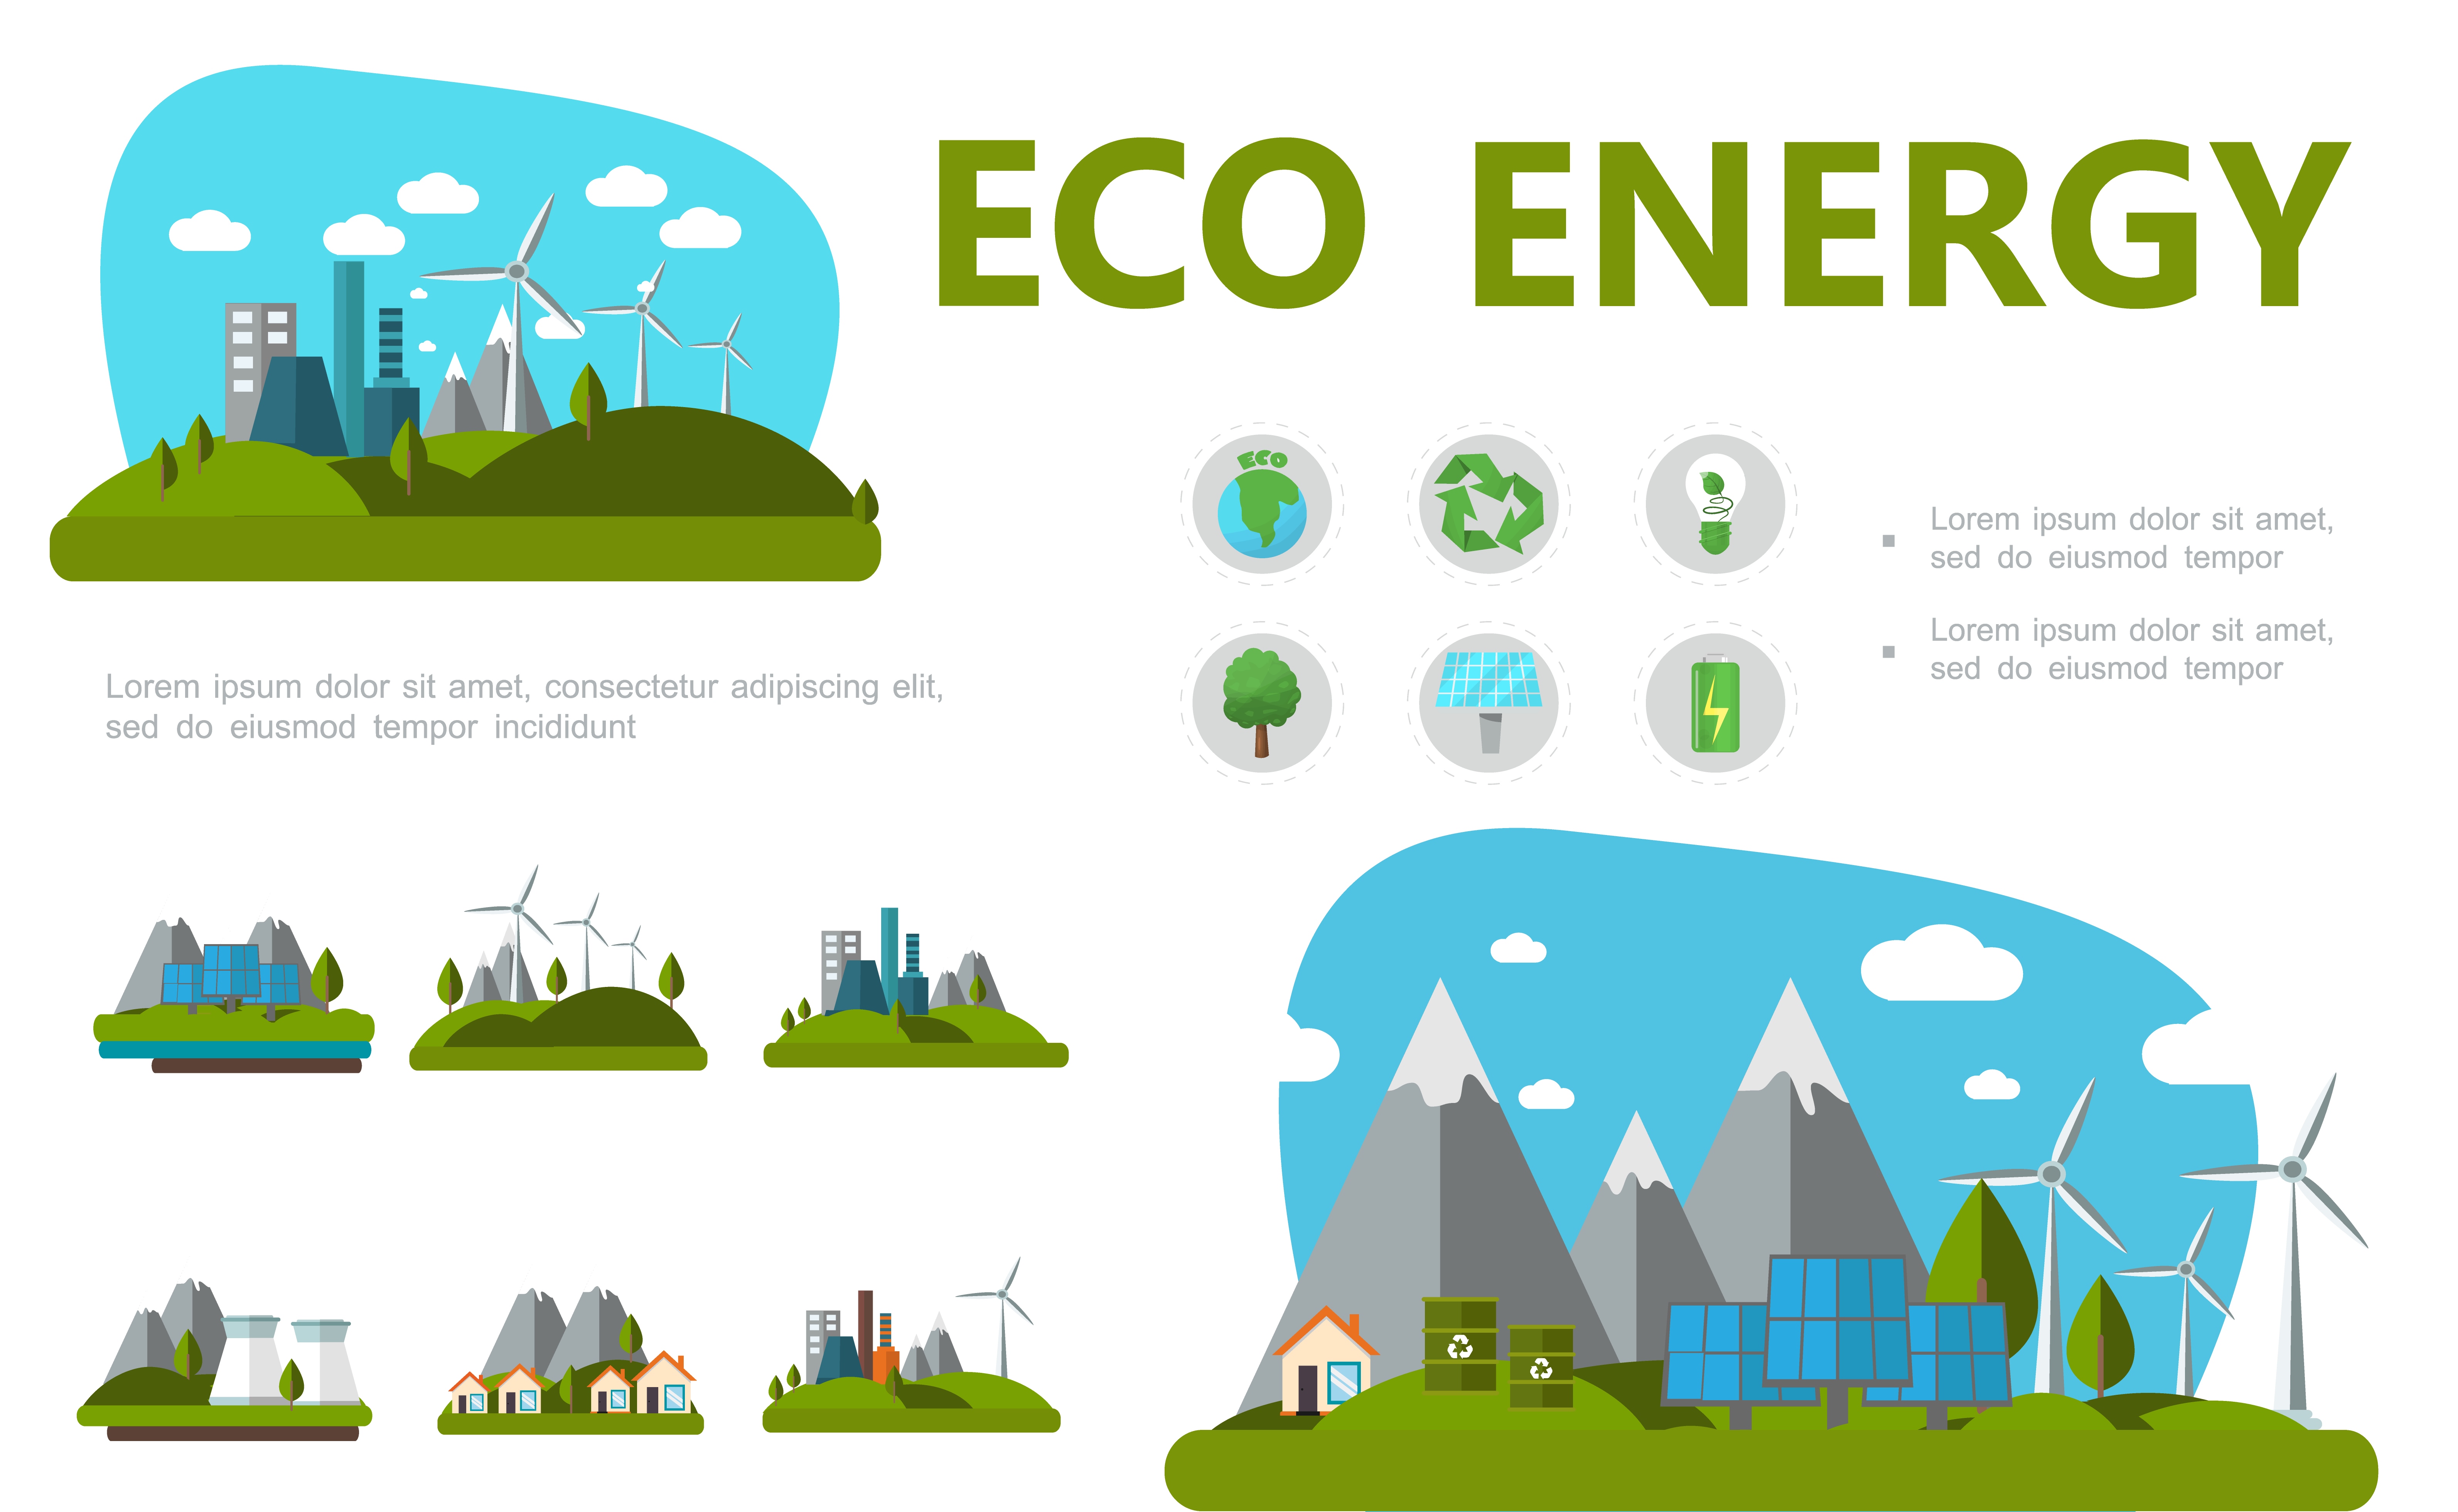 ECO ENERGY
ECO
Lorem ipsum dolor sit amet,
sed do eiusmod tempor
Lorem ipsum dolor sit amet,
sed do eiusmod tempor
Lorem ipsum dolor sit amet, consectetur adipiscing elit,
sed do eiusmod tempor incididunt